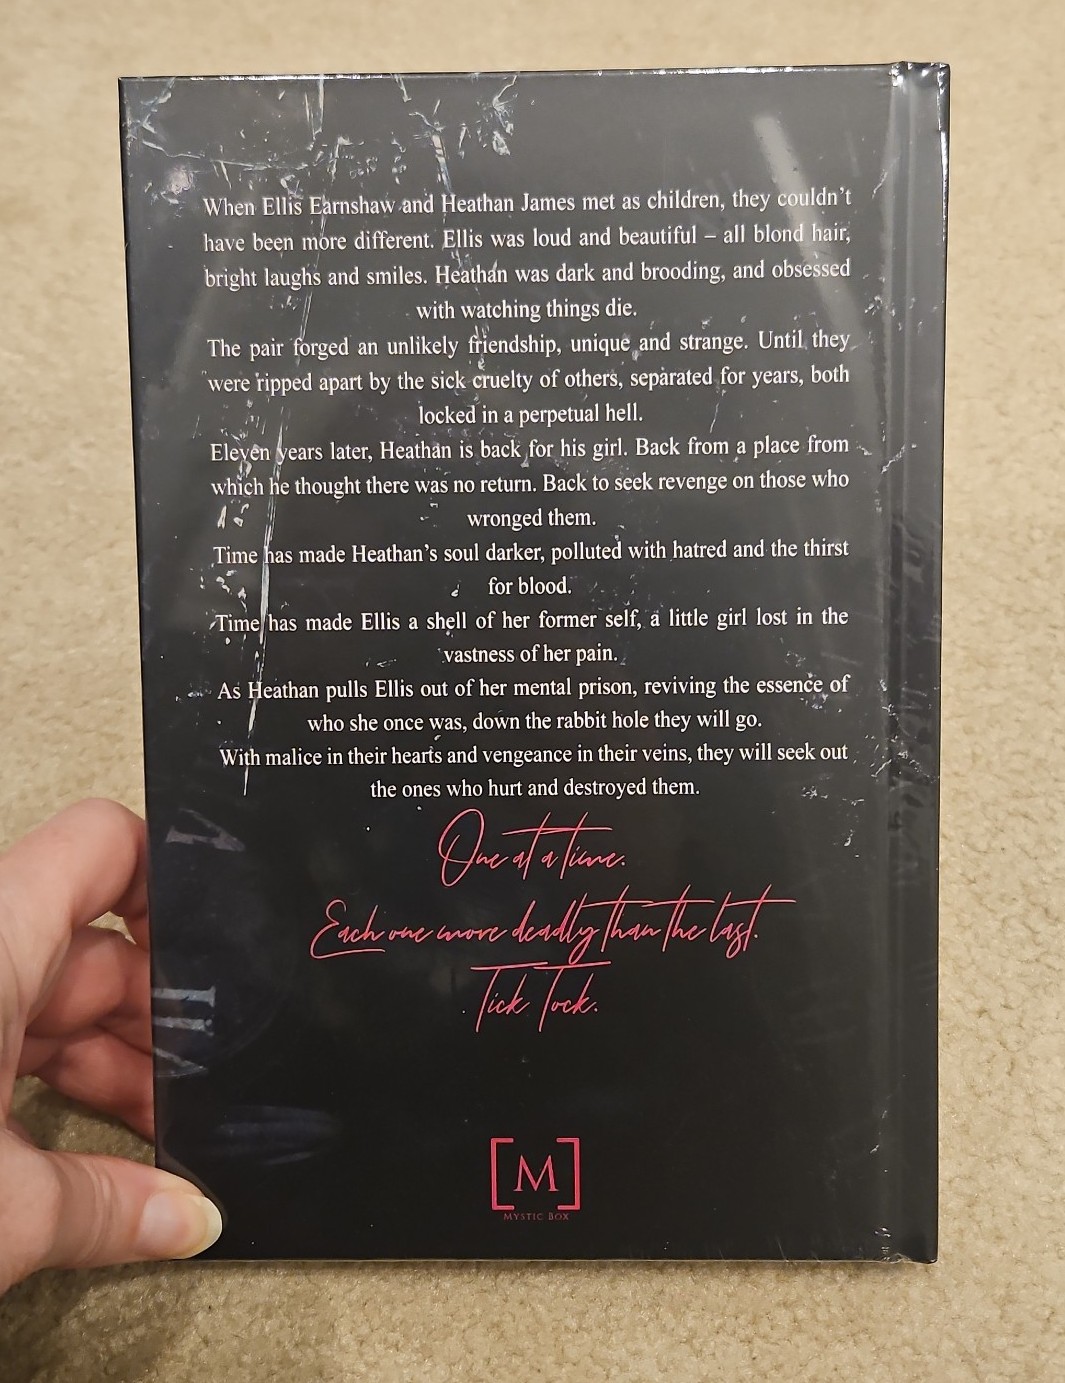 When Ellis Earnshaw and Heathan James met as children, they couldn't
have been more different. Ellis was loud and beautiful – all blond hair,
bright laughs and smiles. Heathan was dark and brooding, and obsessed
with watching things die.
The pair forged an unlikely friendship, unique and strange. Until they
were ripped apart by the sick cruelty of others, separated for years, both
locked in a perpetual hell.
Eleven years later, Heathan is back for his girl. Back from a place from
which he thought there was no return. Back to seek revenge on those who
wronged them.
Time has made Heathan's soul darker, polluted with hatred and the thirst
for blood.
Time has made Ellis a shell of her former self, a little girl lost in the
vastness of her pain.
As Heathan pulls Ellis out of her mental prison, reviving the essence of
who she once was, down the rabbit hole they will go.
With malice in their hearts and vengeance in their veins, they will seek out
the ones who hurt and destroyed them.
One at a time.
Each one more deadly than the last.
Tick Tock.
[M]
MYSTIC BOX